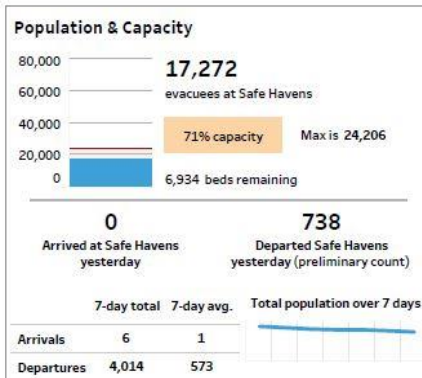 Population & Capacity
80,000
60,000
40,000
20,000
0
17,272
evacuees at Safe Havens
71% capacity Max is 24,206
6,934 beds remaining
0
Arrived at Safe Havens
yesterday
738
Departed Safe Havens
yesterday (preliminary count)
7-day total 7-day avg.
Arrivals 6 1
Departures 4,014 573
Total population over 7 days